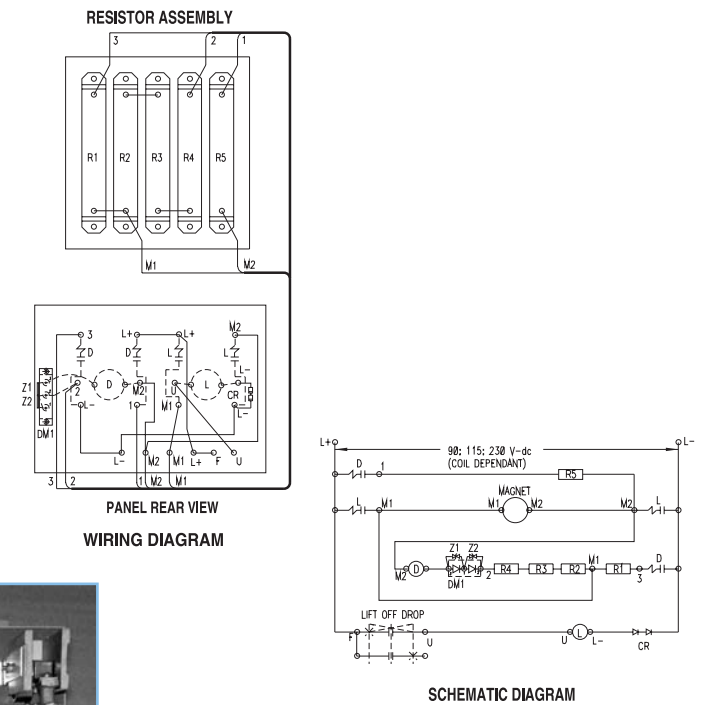 RESISTOR ASSEMBLY
3 2 1
R1 R2 R3 R4 R5
M1 M2
3 L+ L+ M2
D D L L
L-
Z1 2 D M2 U L CR
Z2
L- 1 M1 L-
DM1
L- M2 M1 L+ F U
3 2 1 M2 M1
PANEL REAR VIEW
WIRING DIAGRAM
L+ L-
90; 115; 230 V-dc
(COIL DEPENDANT)
D 1 R5
MAGNET
L M1 M1 M2 M2 L
Z1 Z2 M1 D
M2 D 2 R4 R3 R2 R1 3
DM1
LIFT OFF DROP
F U U L L-
CR
SCHEMATIC DIAGRAM